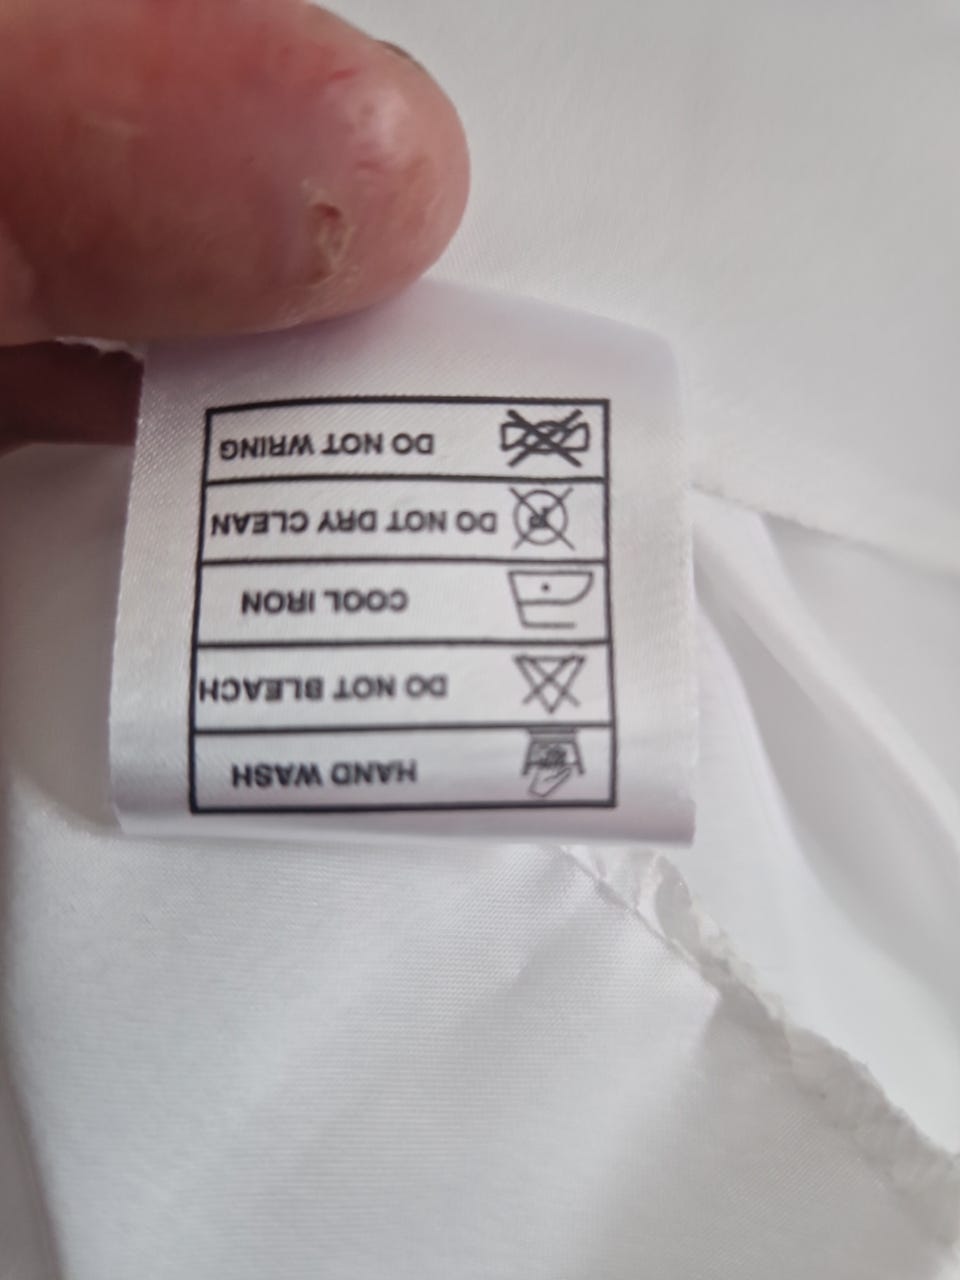 HAND WASH
DO NOT BLEACH
COOL IRON
DO NOT DRY CLEAN
DO NOT WRING